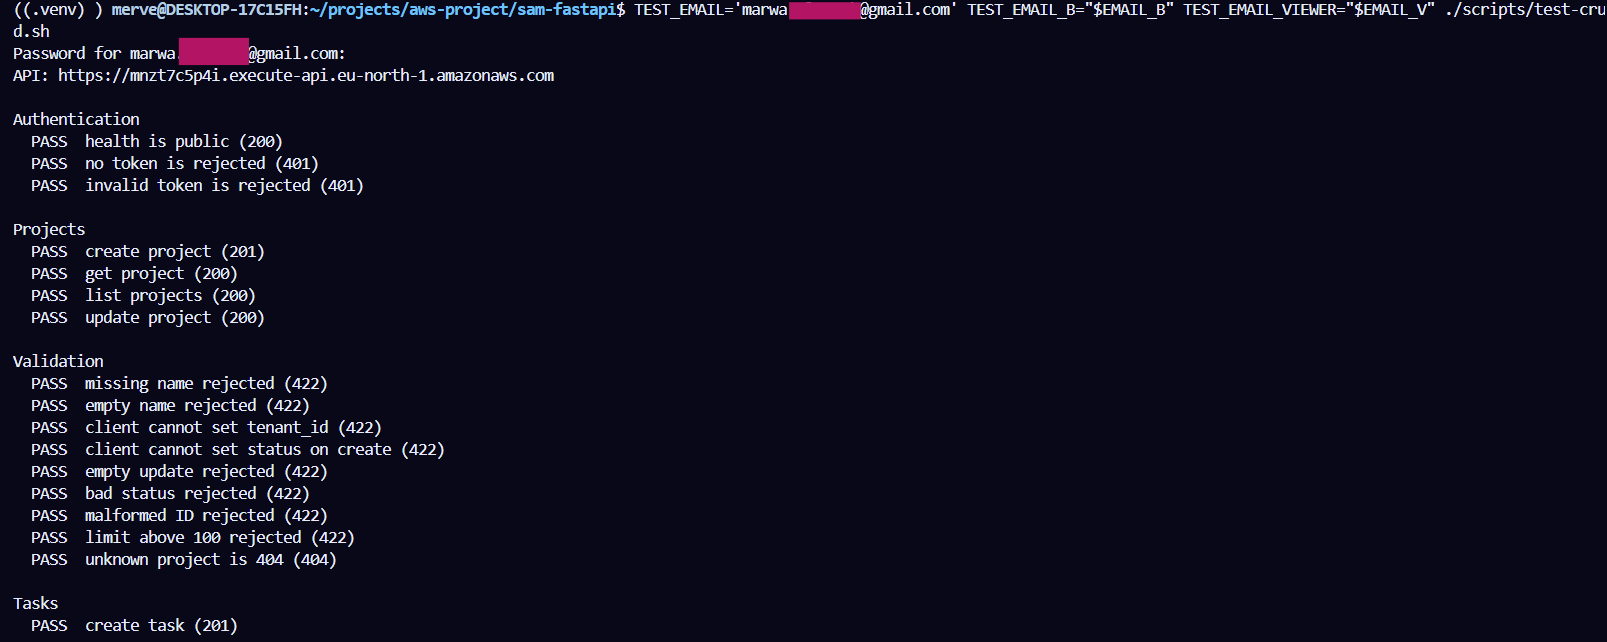 ((.venv) ) merve@DESKTOP-17C15FH:~/projects/aws-project/sam-fastapi$ TEST_EMAIL='marwa @gmail.com' TEST_EMAIL_B="$EMAIL_B" TEST_EMAIL_VIEWER="$EMAIL_V" ./scripts/test-cru
d.sh
Password for marwa. @gmail.com:
API: https://mnzt7c5p4i.execute-api.eu-north-1.amazonaws.com
Authentication
PASS health is public (200)
PASS no token is rejected (401)
PASS invalid token is rejected (401)
Projects
PASS create project (201)
PASS get project (200)
PASS list projects (200)
PASS update project (200)
Validation
PASS missing name rejected (422)
PASS empty name rejected (422)
PASS client cannot set tenant_id (422)
PASS client cannot set status on create (422)
PASS empty update rejected (422)
PASS bad status rejected (422)
PASS malformed ID rejected (422)
PASS limit above 100 rejected (422)
PASS unknown project is 404 (404)
Tasks
PASS create task (201)